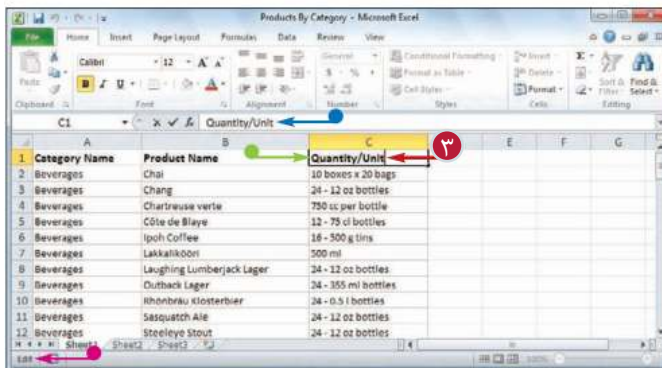 Products By Category - Microsoft Excel
File Home Insert Page Layout Formulas Data Review View
Calibri 12 A A General Conditional Formatting Insert Σ
Paste B I U A $ % , Format as Table Delete Sort & Find &
Cell Styles Format Filter Select
Clipboard Font Alignment Number Styles Cells Editing
C1 fx Quantity/Unit
A B C E F G
٣
1 Category Name Product Name Quantity/Unit
2 Beverages Chai 10 boxes x 20 bags
3 Beverages Chang 24 - 12 oz bottles
4 Beverages Chartreuse verte 750 cc per bottle
5 Beverages Côte de Blaye 12 - 75 cl bottles
6 Beverages Ipoh Coffee 16 - 500 g tins
7 Beverages Lakkalikööri 500 ml
8 Beverages Laughing Lumberjack Lager 24 - 12 oz bottles
9 Beverages Outback Lager 24 - 355 ml bottles
10 Beverages Rhönbräu Klosterbier 24 - 0.5 l bottles
11 Beverages Sasquatch Ale 24 - 12 oz bottles
12 Beverages Steeleye Stout 24 - 12 oz bottles
Sheet1 Sheet2 Sheet3
Edit 100%